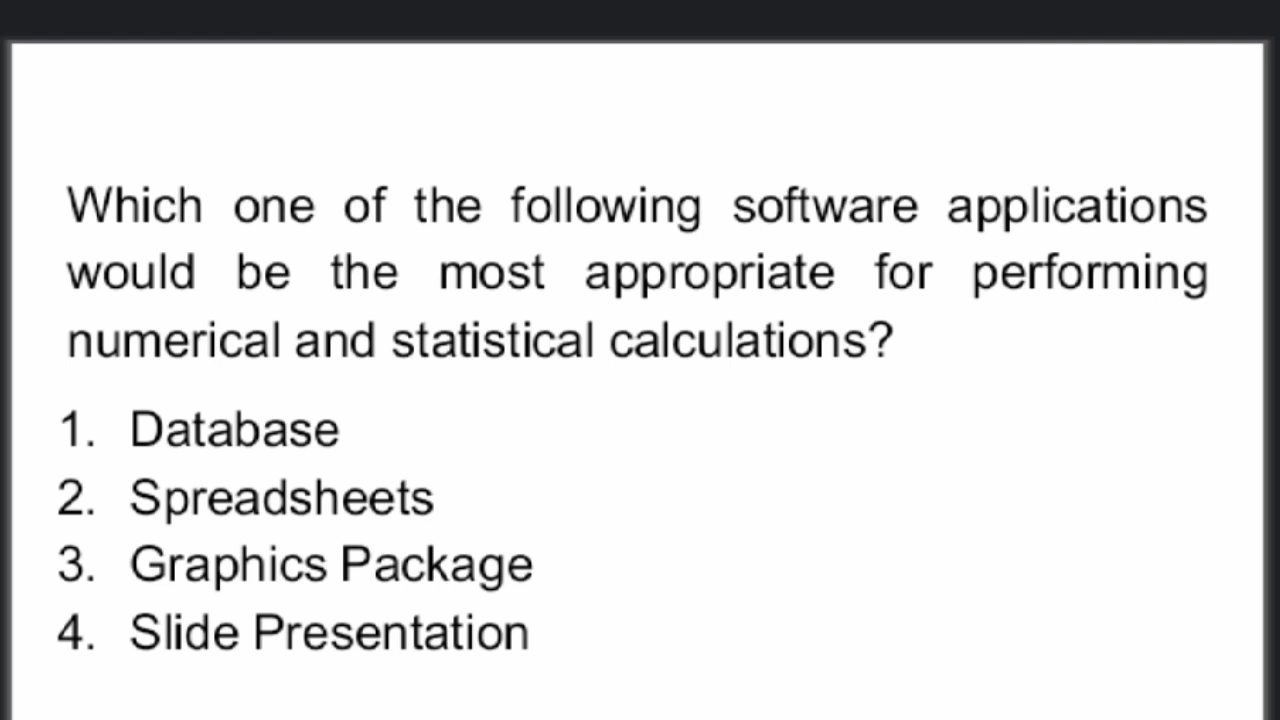 Which one of the following software applications
would be the most appropriate for performing
numerical and statistical calculations?
1. Database
2. Spreadsheets
3. Graphics Package
4. Slide Presentation